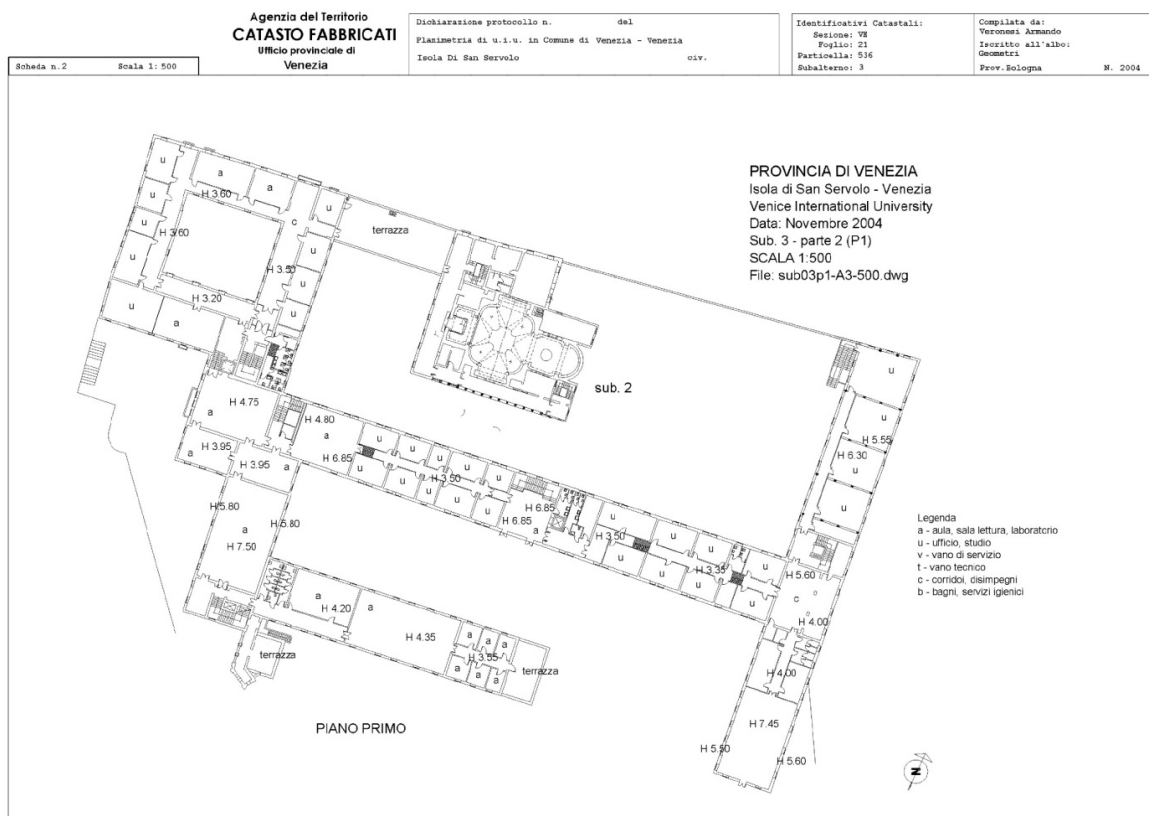 Scheda n.2 Scala 1:500
Agenzia del Territorio
CATASTO FABBRICATI
Ufficio provinciale di
Venezia
Dichiarazione protocollo n. del
Planimetria di u.i.u. in Comune di Venezia - Venezia
Isola Di San Servolo civ.
Identificativi Catastali:
Sezione: VE
Foglio: 21
Particella: 536
Subalterno: 3
Compilata da:
Veronesi Armando
Iscritto all'albo:
Geometri
Prov.Bologna N. 2004
PROVINCIA DI VENEZIA
Isola di San Servolo - Venezia
Venice International University
Data: Novembre 2004
Sub. 3 - parte 2 (P1)
SCALA 1:500
File: sub03p1-A3-500.dwg
u
a
a
H 3.60
u
u
c
u
terrazza
u
H 3.60
u
u
H 3.50
u
H 3.20
u
u
a
sub. 2
u
H 4.75
a
H 4.80
a
u
H 5.55
H 3.95
a
H 3.95
a
H 6.85
u
u
u
u
u
H 3.50
u
u
u
u
u
H 6.30
u
u
H 5.80
H 5.80
a
H 7.50
H 6.85
H 6.85
a
u
H 3.50
u
u
u
u
H 3.35
u
u
u
H 5.60
c
H 4.00
a
H 4.20
a
H 4.35
a
a
a
H 3.55
a
a
a
terrazza
terrazza
H 4.00
H 7.45
H 5.50
H 5.60
Legenda
a - aula, sala lettura, laboratorio
u - ufficio, studio
v - vano di servizio
t - vano tecnico
c - corridoi, disimpegni
b - bagni, servizi igienici
PIANO PRIMO
N